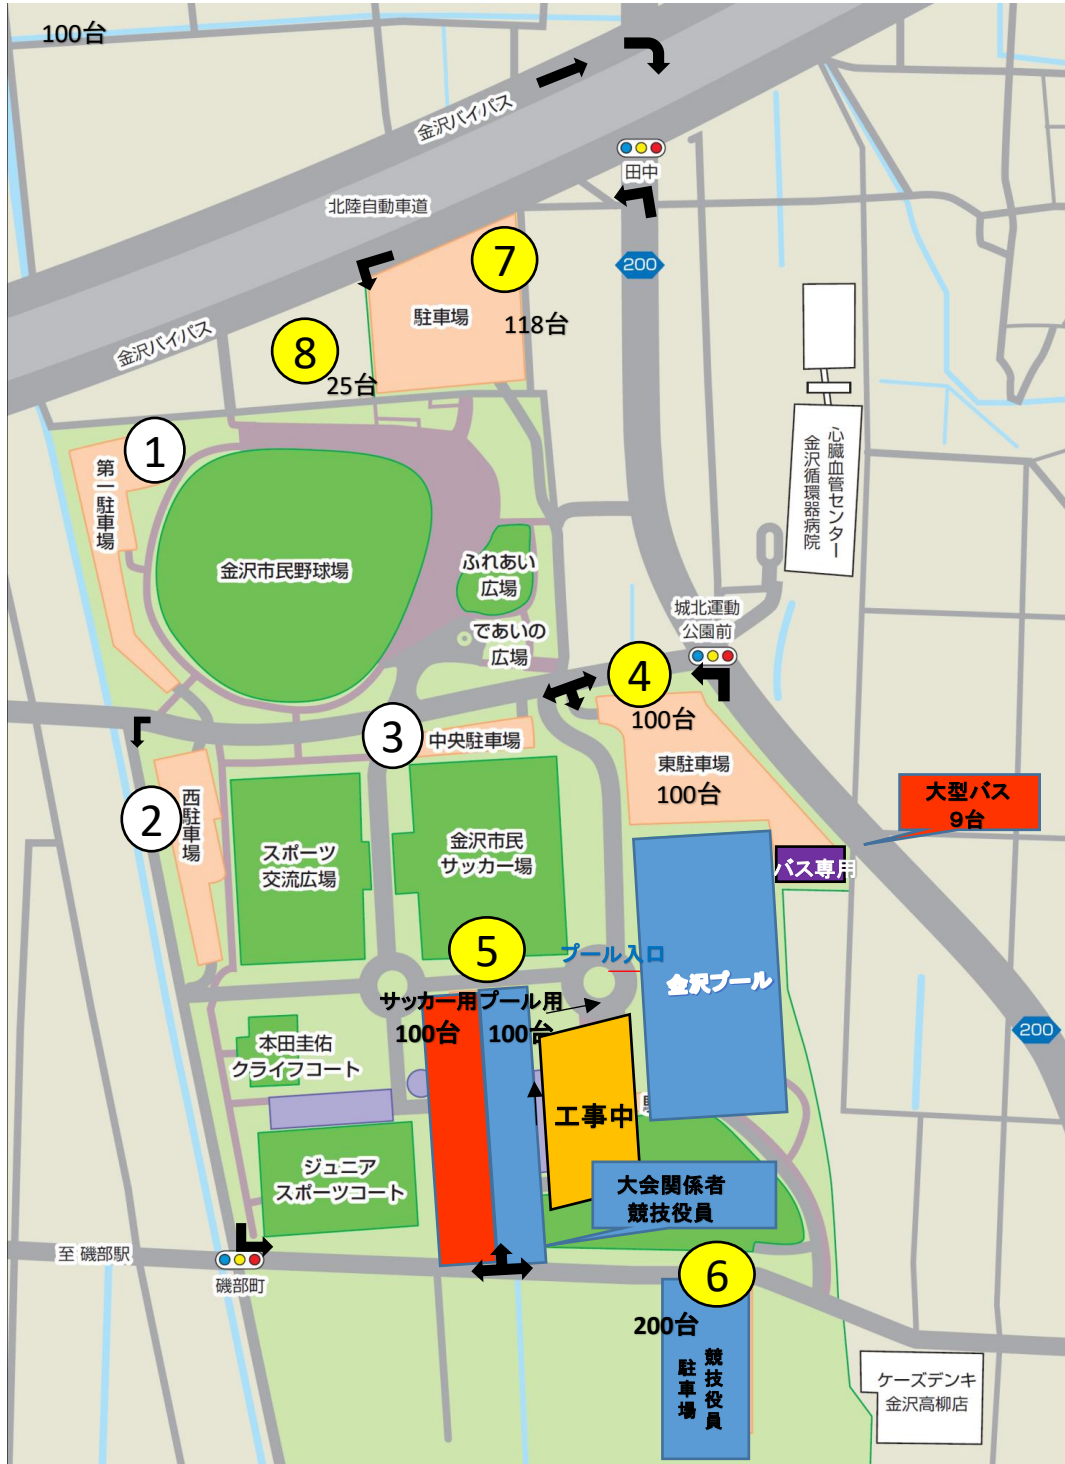 100台
金沢バイパス
田中
北陸自動車道
200
7
駐車場
118台
金沢バイパス
8
25台
1
第一駐車場
心臓血管センター
金沢循環器病院
金沢市民野球場
ふれあい
広場
であいの
広場
城北運動
公園前
4
100台
3
中央駐車場
東駐車場
100台
大型バス
9台
2
西駐車場
スポーツ
交流広場
金沢市民
サッカー場
バス専用
5
プール入口
金沢プール
サッカー用
100台
プール用
100台
200
本田圭佑
クライフコート
工事中
ジュニア
スポーツコート
大会関係者
競技役員
至 磯部駅
磯部町
6
200台
競技役員
駐車場
ケーズデンキ
金沢高柳店